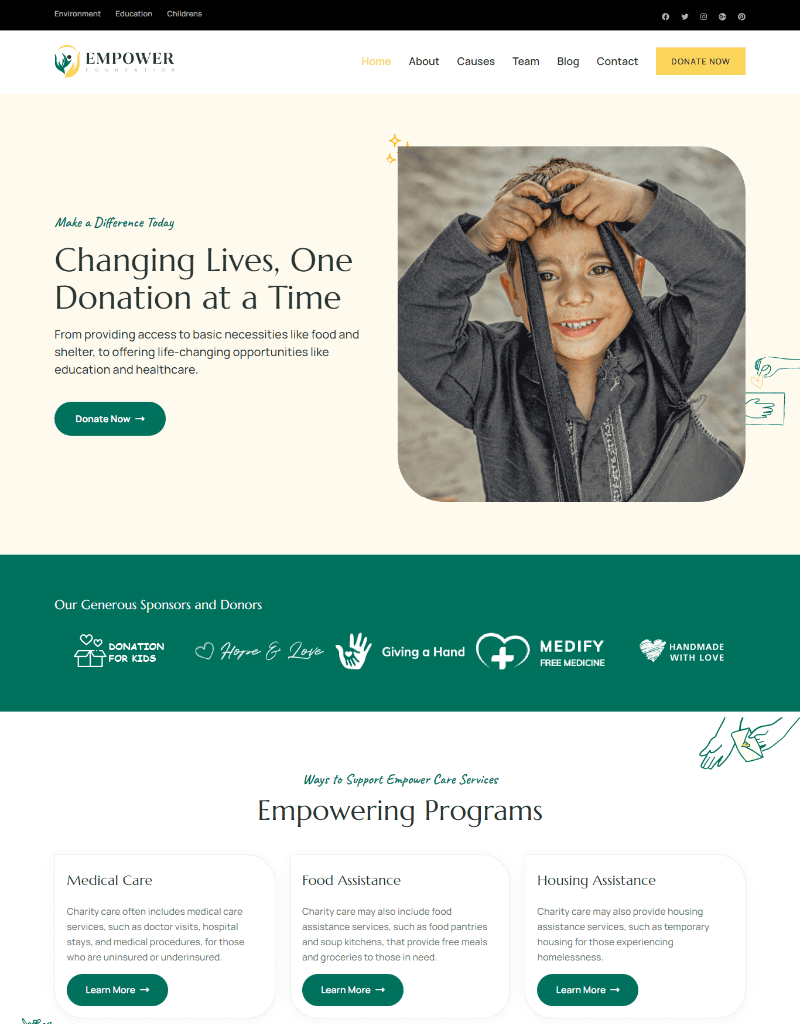 Environment Education Childrens
EMPOWER
FOUNDATION
Home About Causes Team Blog Contact DONATE NOW
Make a Difference Today
Changing Lives, One
Donation at a Time
From providing access to basic necessities like food and
shelter, to offering life-changing opportunities like
education and healthcare.
Donate Now →
Our Generous Sponsors and Donors
DONATION
FOR KIDS
Hope & Love
Giving a Hand
MEDIFY
FREE MEDICINE
HANDMADE
WITH LOVE
Ways to Support Empower Care Services
Empowering Programs
Medical Care
Charity care often includes medical care
services, such as doctor visits, hospital
stays, and medical procedures, for those
who are uninsured or underinsured.
Learn More →
Food Assistance
Charity care may also include food
assistance services, such as food pantries
and soup kitchens, that provide free meals
and groceries to those in need.
Learn More →
Housing Assistance
Charity care may also provide housing
assistance services, such as temporary
housing for those experiencing
homelessness.
Learn More →